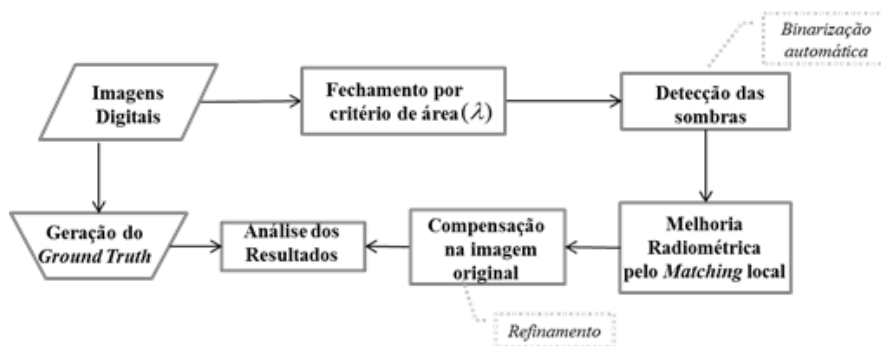 Binarização
automática
Imagens
Digitais
Fechamento por
critério de área(λ)
Detecção das
sombras
Geração do
Ground Truth
Análise dos
Resultados
Compensação
na imagem
original
Melhoria
Radiométrica
pelo Matching local
Refinamento